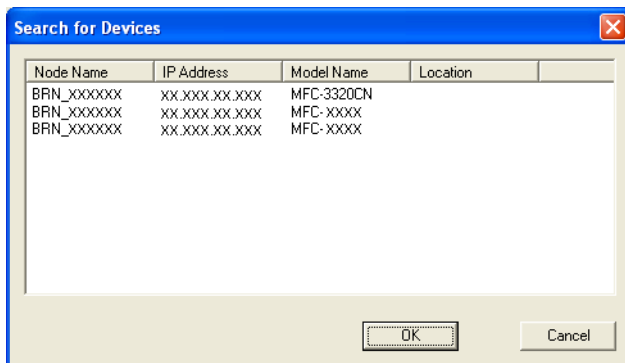 Search for Devices
Node Name IP Address Model Name Location
BRN_XXXXXX XX.XXX.XX.XXX MFC-3320CN
BRN_XXXXXX XX.XXX.XX.XXX MFC-XXXX
BRN_XXXXXX XX.XXX.XX.XXX MFC-XXXX
OK Cancel